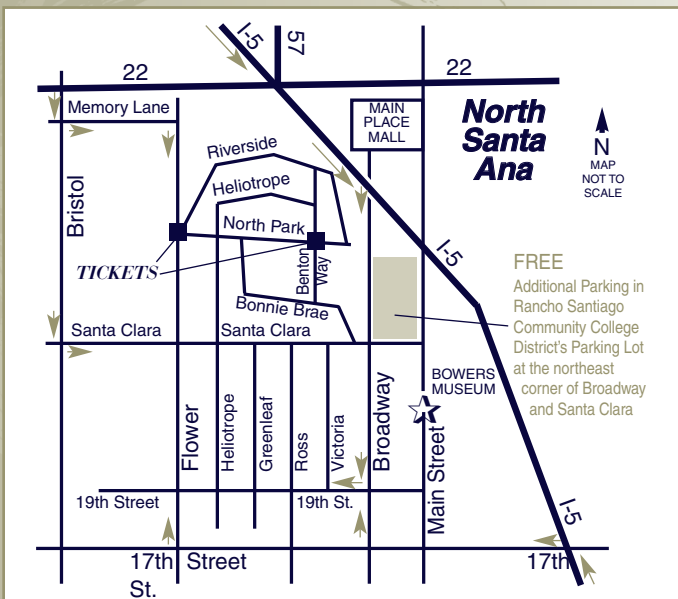 I-5
57
22
22
Memory Lane
MAIN
PLACE
MALL
North
Santa
Ana
N
MAP
NOT TO
SCALE
Riverside
Heliotrope
Bristol
North Park
TICKETS
Benton
Way
I-5
Bonnie Brae
FREE
Additional Parking in
Rancho Santiago
Community College
District's Parking Lot
at the northeast
corner of Broadway
and Santa Clara
Santa Clara
Santa Clara
BOWERS
MUSEUM
Flower
Heliotrope
Greenleaf
Ross
Victoria
Broadway
Main Street
19th Street
19th St.
I-5
17th Street
St.
17th